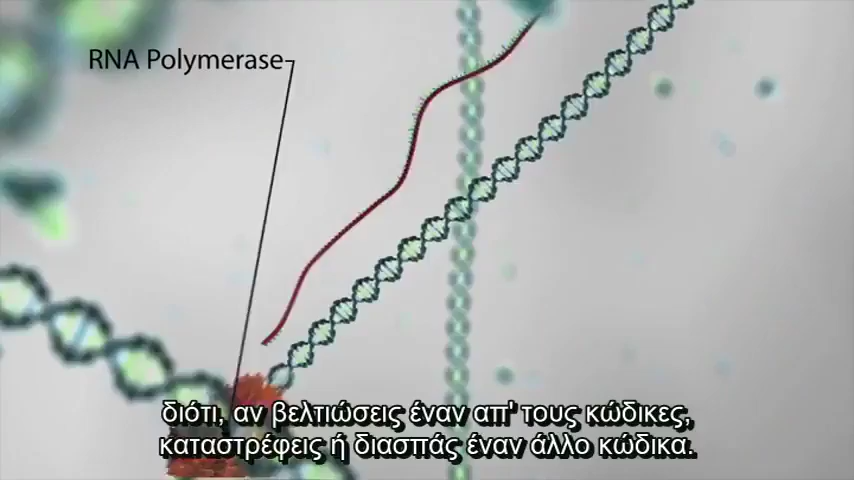 RNA Polymerase
διότι, αν βελτιώσεις έναν απ' τους κώδικες,
καταστρέφεις ή διασπάς έναν άλλο κώδικα.